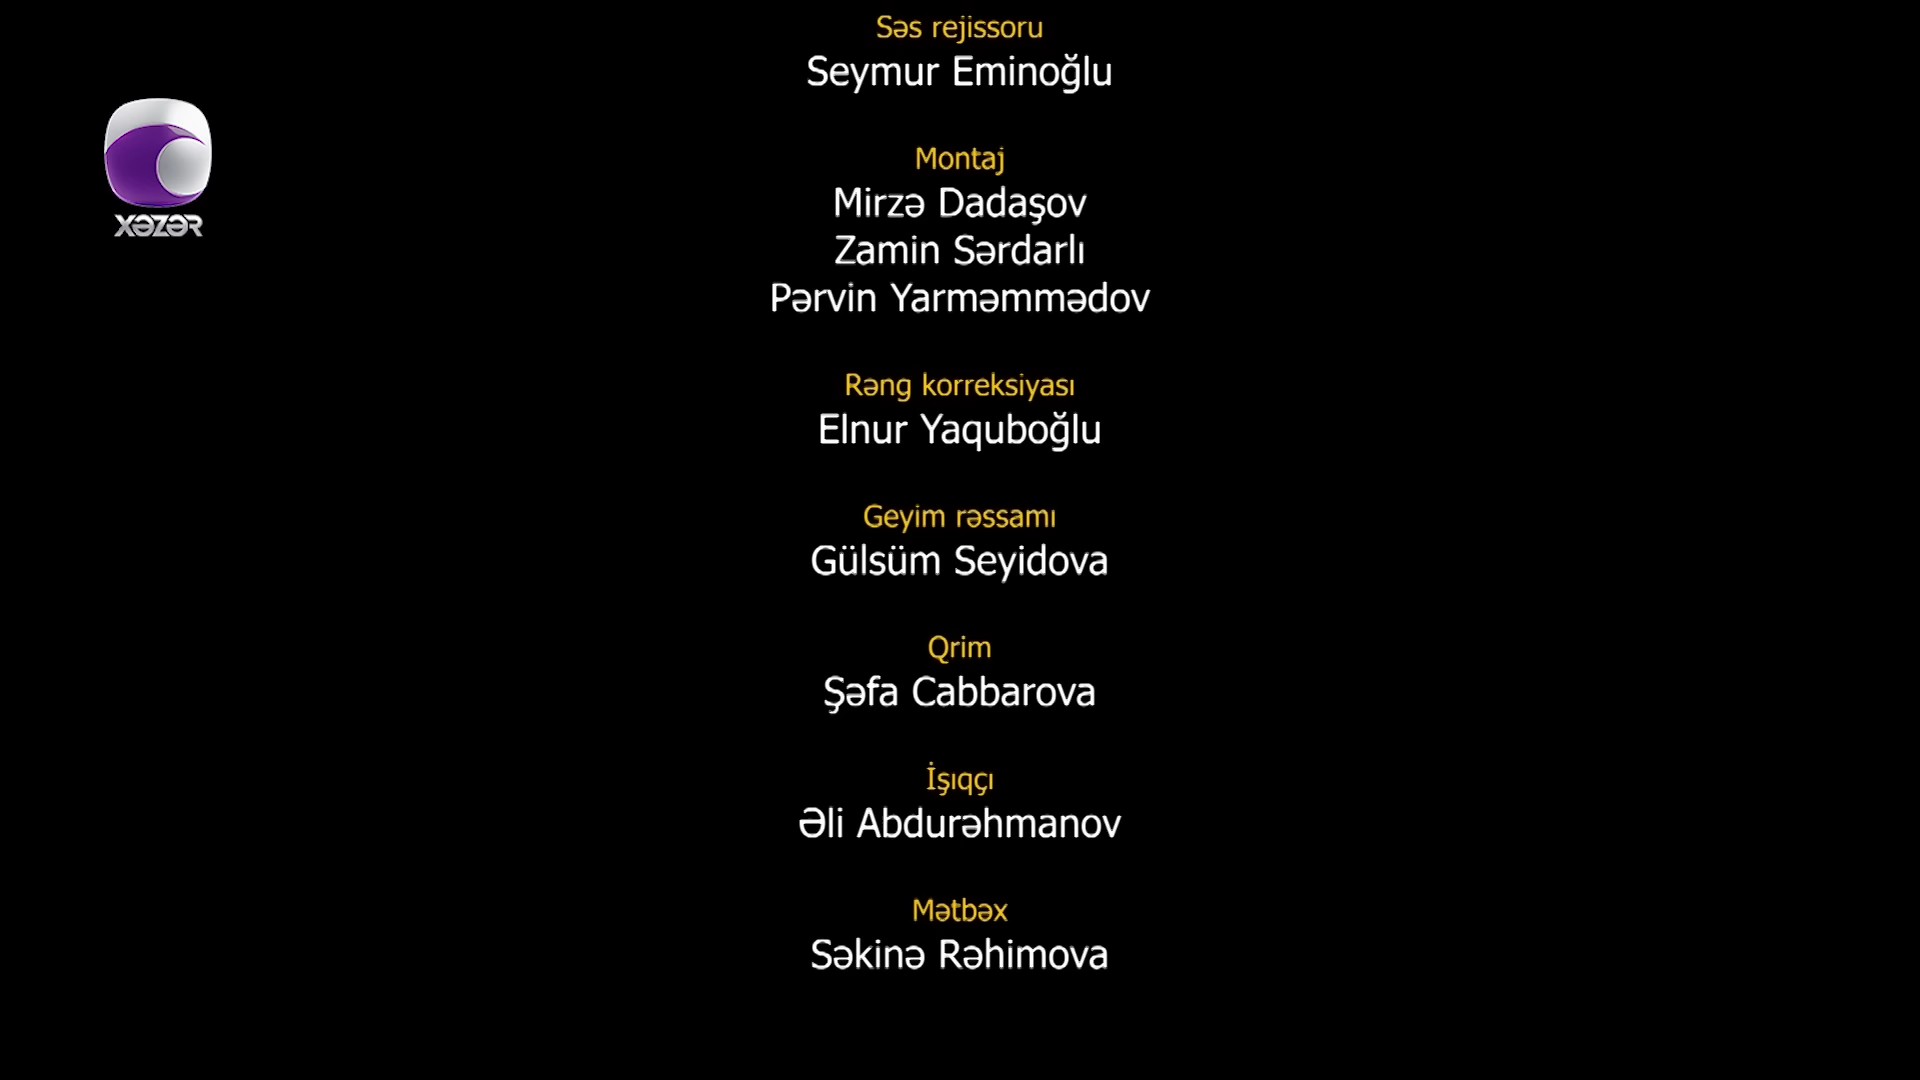 Səs rejissoru
Seymur Eminoğlu
XƏZƏR
Montaj
Mirzə Dadaşov
Zamin Sərdarlı
Pərvin Yarməmmədov
Rəng korreksiyası
Elnur Yaquboğlu
Geyim rəssamı
Gülsüm Seyidova
Qrim
Şəfa Cabbarova
İşıqçı
Əli Abdurəhmanov
Mətbəx
Səkinə Rəhimova